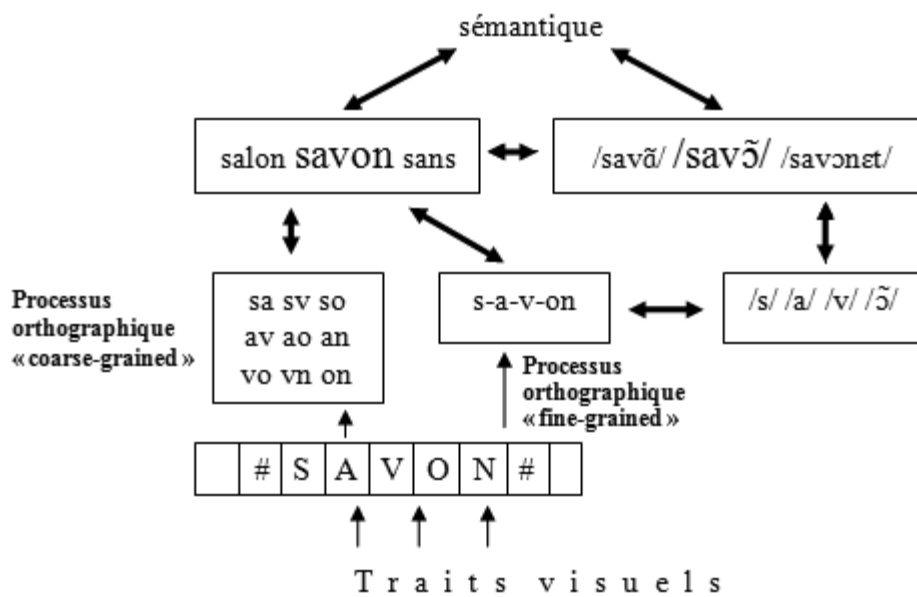 sémantique
salon savon sans
/savɑ̃/ /savɔ̃/ /savɔnɛt/
Processus
orthographique
« coarse-grained »
sa sv so
av ao an
vo vn on
s-a-v-on
/s/ /a/ /v/ /ɔ̃/
Processus
orthographique
« fine-grained »
# S A V O N #
Traits visuels